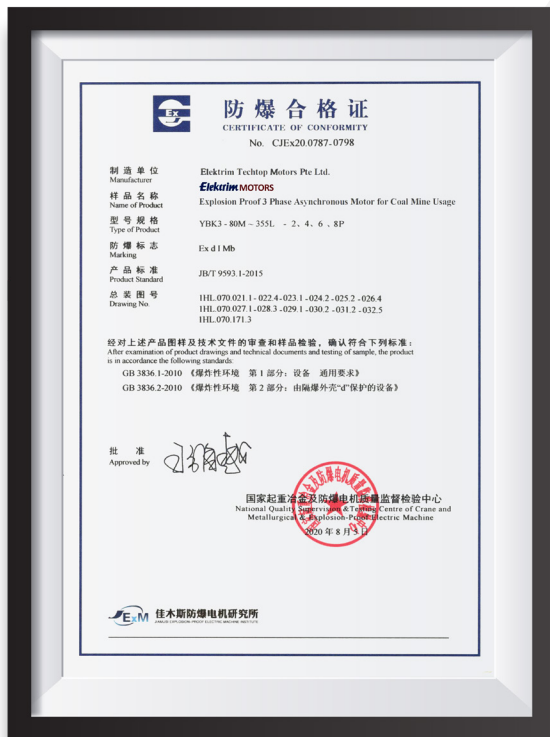 Ex
防爆合格证
CERTIFICATE OF CONFORMITY
No. CJEx20.0787-0798
制造单位
Manufacturer
Elektrim Techtop Motors Pte Ltd.
Elektrim MOTORS
样品名称
Name of Product
Explosion Proof 3 Phase Asynchronous Motor for Coal Mine Usage
型号规格
Type of Product
YBK3 - 80M ~ 355L - 2、4、6 、8P
防爆标志
Marking
Ex d I Mb
产品标准
Product Standard
JB/T 9593.1-2015
总装图号
Drawing No.
1HL.070.021.1 - 022.4 - 023.1 - 024.2 - 025.2 - 026.4
1HL.070.027.1 - 028.3 - 029.1 - 030.2 - 031.2 - 032.5
1HL.070.171.3
经对上述产品图样及技术文件的审查和样品检验，确认符合下列标准：
After examination of product drawings and technical documents and testing of sample, the product
is in accordance the following standards:
GB 3836.1-2010 《爆炸性环境 第 1 部分：设备 通用要求》
GB 3836.2-2010 《爆炸性环境 第 2 部分：由隔爆外壳“d”保护的设备》
批 准
Approved by
国家起重冶金及防爆电机质量监督检验中心
National Quality Supervision & Testing Centre of Crane and
Metallurgical & Explosion-Proof Electric Machine
2020 年 8 月 3 日
ExM 佳木斯防爆电机研究所
JIAMUSI EXPLOSION-PROOF ELECTRIC MACHINE INSTITUTE